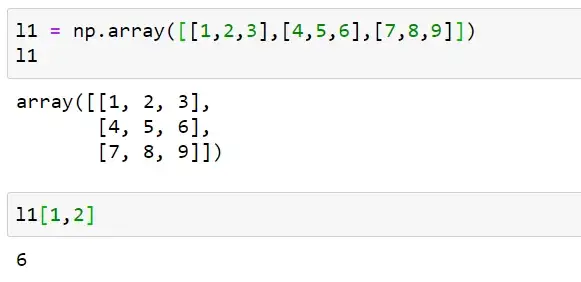 l1 = np.array([[1,2,3],[4,5,6],[7,8,9]])
l1
array([[1, 2, 3],
       [4, 5, 6],
       [7, 8, 9]])
l1[1,2]
6